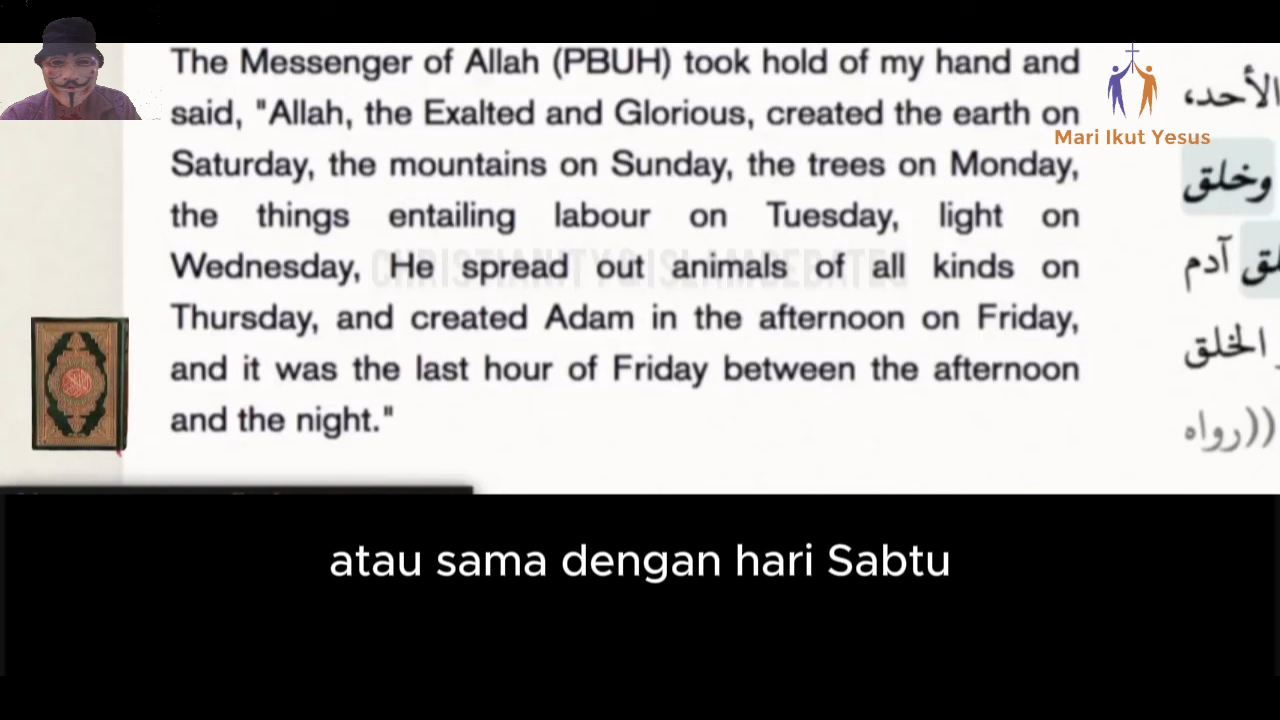 The Messenger of Allah (PBUH) took hold of my hand and
said, "Allah, the Exalted and Glorious, created the earth on
Saturday, the mountains on Sunday, the trees on Monday,
the things entailing labour on Tuesday, light on
Wednesday, He spread out animals of all kinds on
Thursday, and created Adam in the afternoon on Friday,
and it was the last hour of Friday between the afternoon
and the night."
Mari Ikut Yesus
الأحد،
وخلق
آدم
الخلق
((رواه
CHRISTIANITY&ISLAMDEBATES
atau sama dengan hari Sabtu